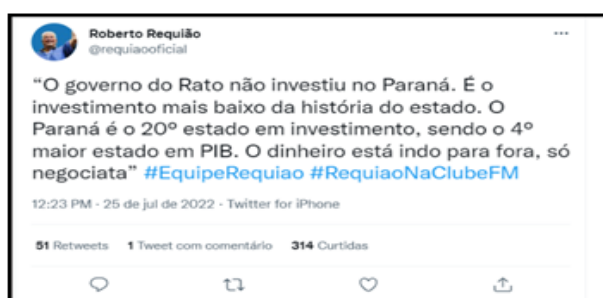 Roberto Requião
@requiaooficial
“O governo do Rato não investiu no Paraná. É o
investimento mais baixo da história do estado. O
Paraná é o 20º estado em investimento, sendo o 4º
maior estado em PIB. O dinheiro está indo para fora, só
negociata” #EquipeRequiao #RequiaoNaClubeFM
12:23 PM · 25 de jul de 2022 · Twitter for iPhone
51 Retweets 1 Tweet com comentário 314 Curtidas